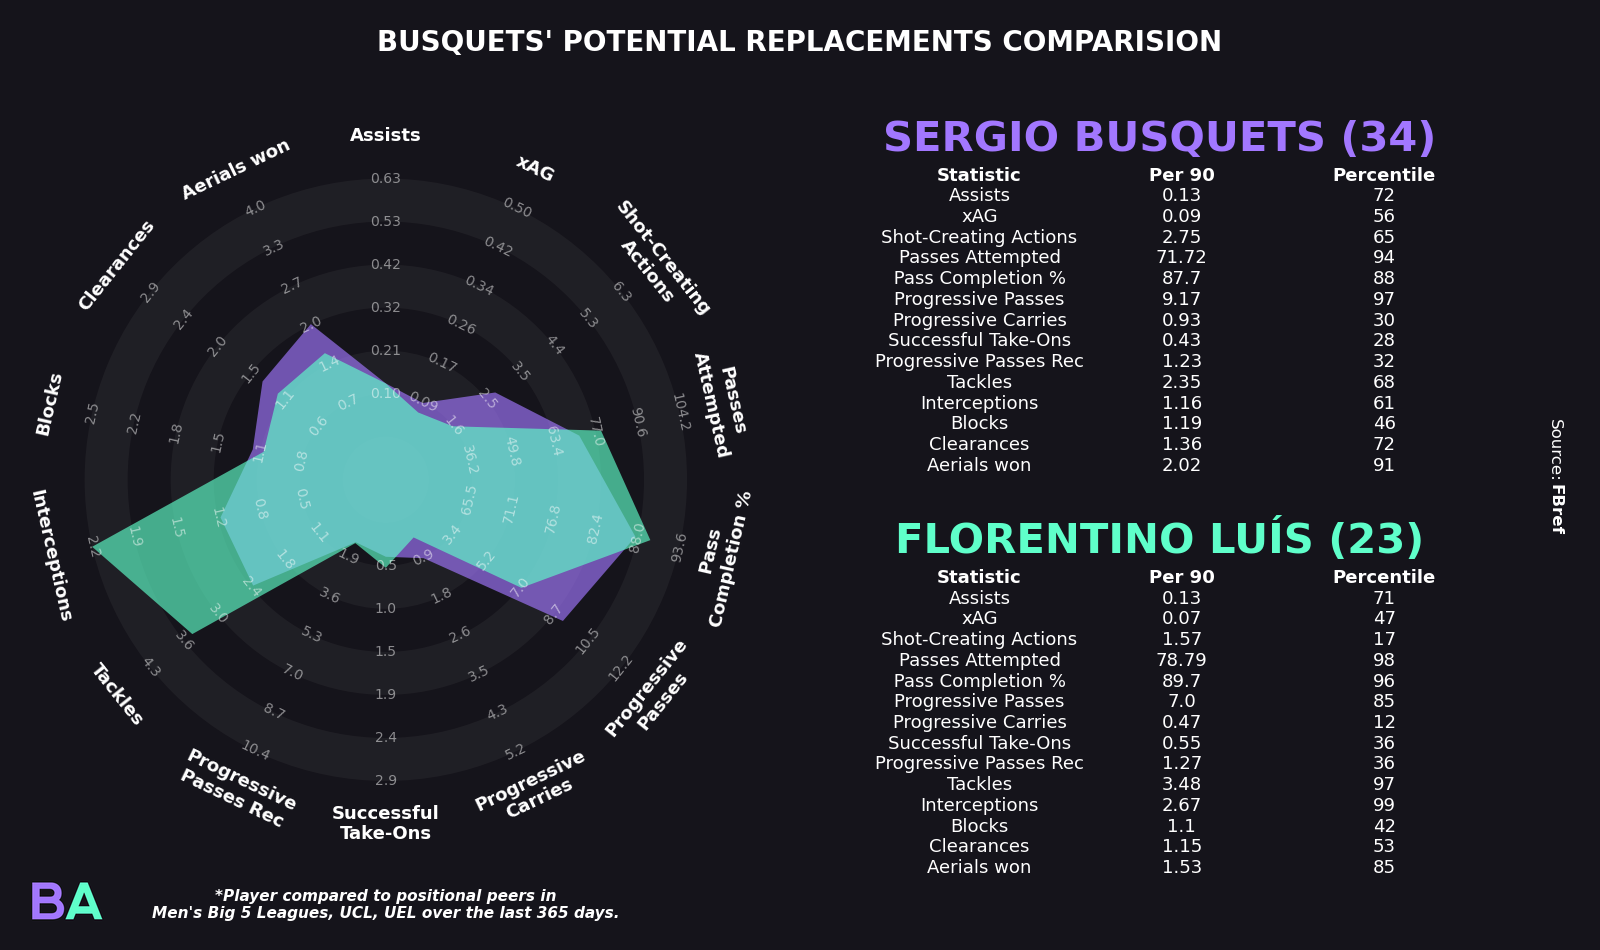 BUSQUETS' POTENTIAL REPLACEMENTS COMPARISION
Assists
xAG
Shot-Creating
Actions
Passes
Attempted
Pass
Completion %
Progressive
Passes
Progressive
Carries
Successful
Take-Ons
Progressive
Passes Rec
Tackles
Interceptions
Blocks
Clearances
Aerials won
0.10 0.21 0.32 0.42 0.53 0.63
0.09 0.17 0.26 0.34 0.42 0.50
1.6 2.5 3.5 4.4 5.3 6.3
36.2 49.8 63.4 77.0 90.6 104.2
65.5 71.1 76.8 82.4 88.0 93.6
3.4 5.2 7.0 8.7 10.5 12.2
0.9 1.8 2.6 3.5 4.3 5.2
0.5 1.0 1.5 1.9 2.4 2.9
1.9 3.6 5.3 7.0 8.7 10.4
1.1 1.8 2.4 3.0 3.6 4.3
0.5 0.8 1.2 1.5 1.9 2.2
0.8 1.1 1.5 1.8 2.2 2.5
0.6 1.1 1.5 2.0 2.4 2.9
0.7 1.4 2.0 2.7 3.3 4.0
SERGIO BUSQUETS (34)
Statistic Per 90 Percentile
Assists 0.13 72
xAG 0.09 56
Shot-Creating Actions 2.75 65
Passes Attempted 71.72 94
Pass Completion % 87.7 88
Progressive Passes 9.17 97
Progressive Carries 0.93 30
Successful Take-Ons 0.43 28
Progressive Passes Rec 1.23 32
Tackles 2.35 68
Interceptions 1.16 61
Blocks 1.19 46
Clearances 1.36 72
Aerials won 2.02 91
FLORENTINO LUÍS (23)
Statistic Per 90 Percentile
Assists 0.13 71
xAG 0.07 47
Shot-Creating Actions 1.57 17
Passes Attempted 78.79 98
Pass Completion % 89.7 96
Progressive Passes 7.0 85
Progressive Carries 0.47 12
Successful Take-Ons 0.55 36
Progressive Passes Rec 1.27 36
Tackles 3.48 97
Interceptions 2.67 99
Blocks 1.1 42
Clearances 1.15 53
Aerials won 1.53 85
Source: FBref
BA
*Player compared to positional peers in
Men's Big 5 Leagues, UCL, UEL over the last 365 days.